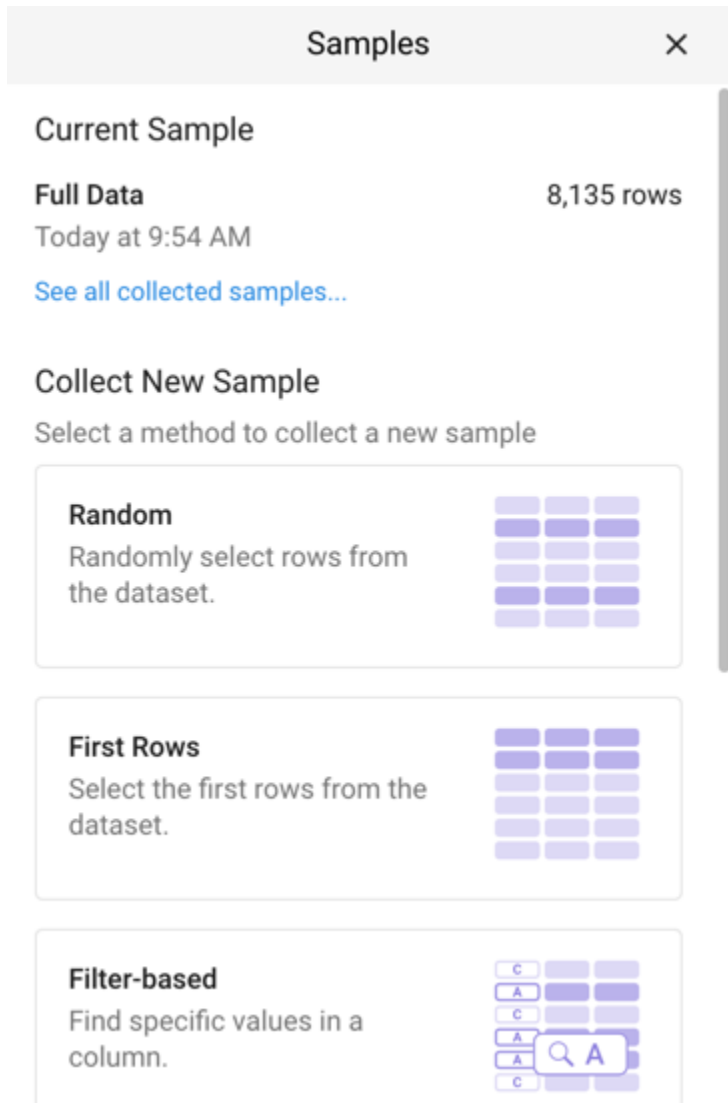 Samples
Current Sample
Full Data 8,135 rows
Today at 9:54 AM
See all collected samples...
Collect New Sample
Select a method to collect a new sample
Random
Randomly select rows from
the dataset.
First Rows
Select the first rows from the
dataset.
Filter-based
Find specific values in a
column.
C
A
C
A
A
C
A